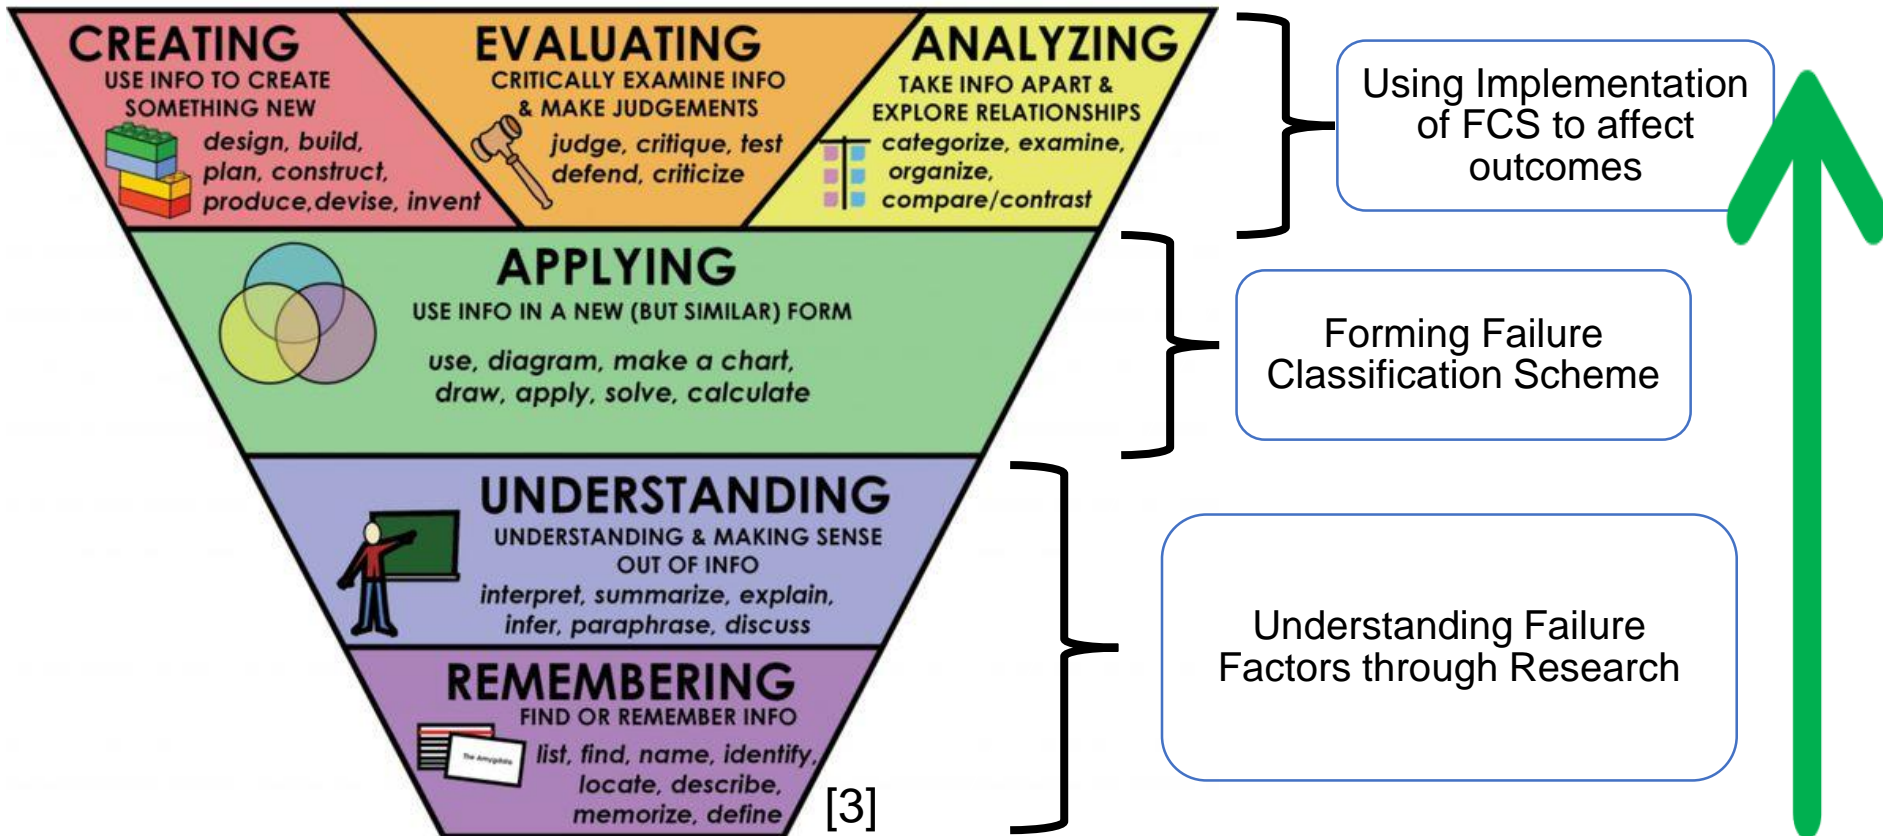 CREATING
USE INFO TO CREATE
SOMETHING NEW
design, build,
plan, construct,
produce, devise, invent
EVALUATING
CRITICALLY EXAMINE INFO
& MAKE JUDGEMENTS
judge, critique, test
defend, criticize
ANALYZING
TAKE INFO APART &
EXPLORE RELATIONSHIPS
categorize, examine,
organize,
compare/contrast
Using Implementation
of FCS to affect
outcomes
APPLYING
USE INFO IN A NEW (BUT SIMILAR) FORM
use, diagram, make a chart,
draw, apply, solve, calculate
Forming Failure
Classification Scheme
UNDERSTANDING
UNDERSTANDING & MAKING SENSE
OUT OF INFO
interpret, summarize, explain,
infer, paraphrase, discuss
Understanding Failure
Factors through Research
REMEMBERING
FIND OR REMEMBER INFO
The Amygdala
list, find, name, identify,
locate, describe,
memorize, define
[3]